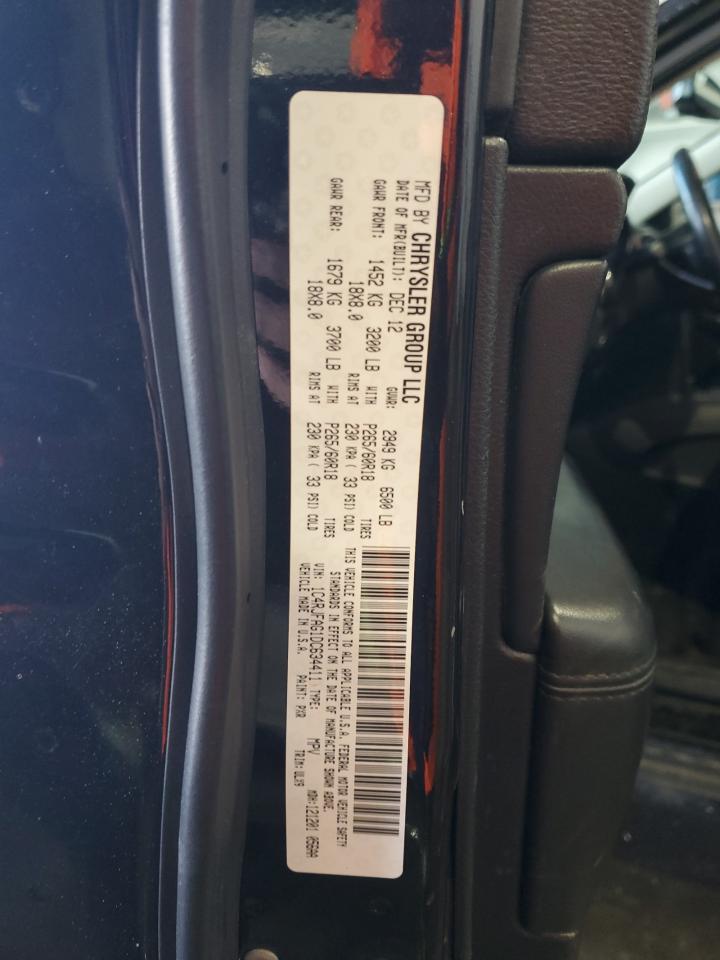 MFD BY CHRYSLER GROUP LLC
DATE OF MFR(BUILT): DEC 12 GVWR: 2949 KG 6500 LB
GAWR FRONT: 1452 KG 3200 LB WITH P265/60R18 TIRES
18X8.0 RIMS AT 230 KPA ( 33 PSI) COLD
GAWR REAR: 1679 KG 3700 LB WITH P265/60R18 TIRES
18X8.0 RIMS AT 230 KPA ( 33 PSI) COLD
THIS VEHICLE CONFORMS TO ALL APPLICABLE U.S.A. FEDERAL MOTOR VEHICLE SAFETY
STANDARDS IN EFFECT ON THE DATE OF MANUFACTURE SHOWN ABOVE.
VIN: 1C4RJFAG1DC634411 TYPE: MPV MDH:121201 056AA
VEHICLE MADE IN U.S.A. PAINT: PXR TRIM: ULX9